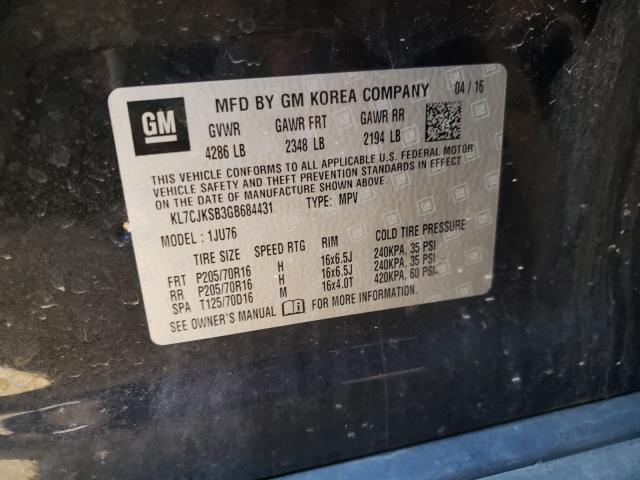 GM
MFD BY GM KOREA COMPANY 04 / 16
GVWR GAWR FRT GAWR RR
4286 LB 2348 LB 2194 LB
THIS VEHICLE CONFORMS TO ALL APPLICABLE U.S. FEDERAL MOTOR
VEHICLE SAFETY AND THEFT PREVENTION STANDARDS IN EFFECT
ON THE DATE OF MANUFACTURE SHOWN ABOVE.
KL7CJKSB3GB684431 TYPE: MPV
MODEL: 1JU76
TIRE SIZE SPEED RTG RIM COLD TIRE PRESSURE
FRT P205/70R16 H 16x6.5J 240KPA, 35 PSI
RR P205/70R16 H 16x6.5J 240KPA, 35 PSI
SPA T125/70D16 M 16x4.0T 420KPA, 60 PSI
SEE OWNER'S MANUAL FOR MORE INFORMATION.